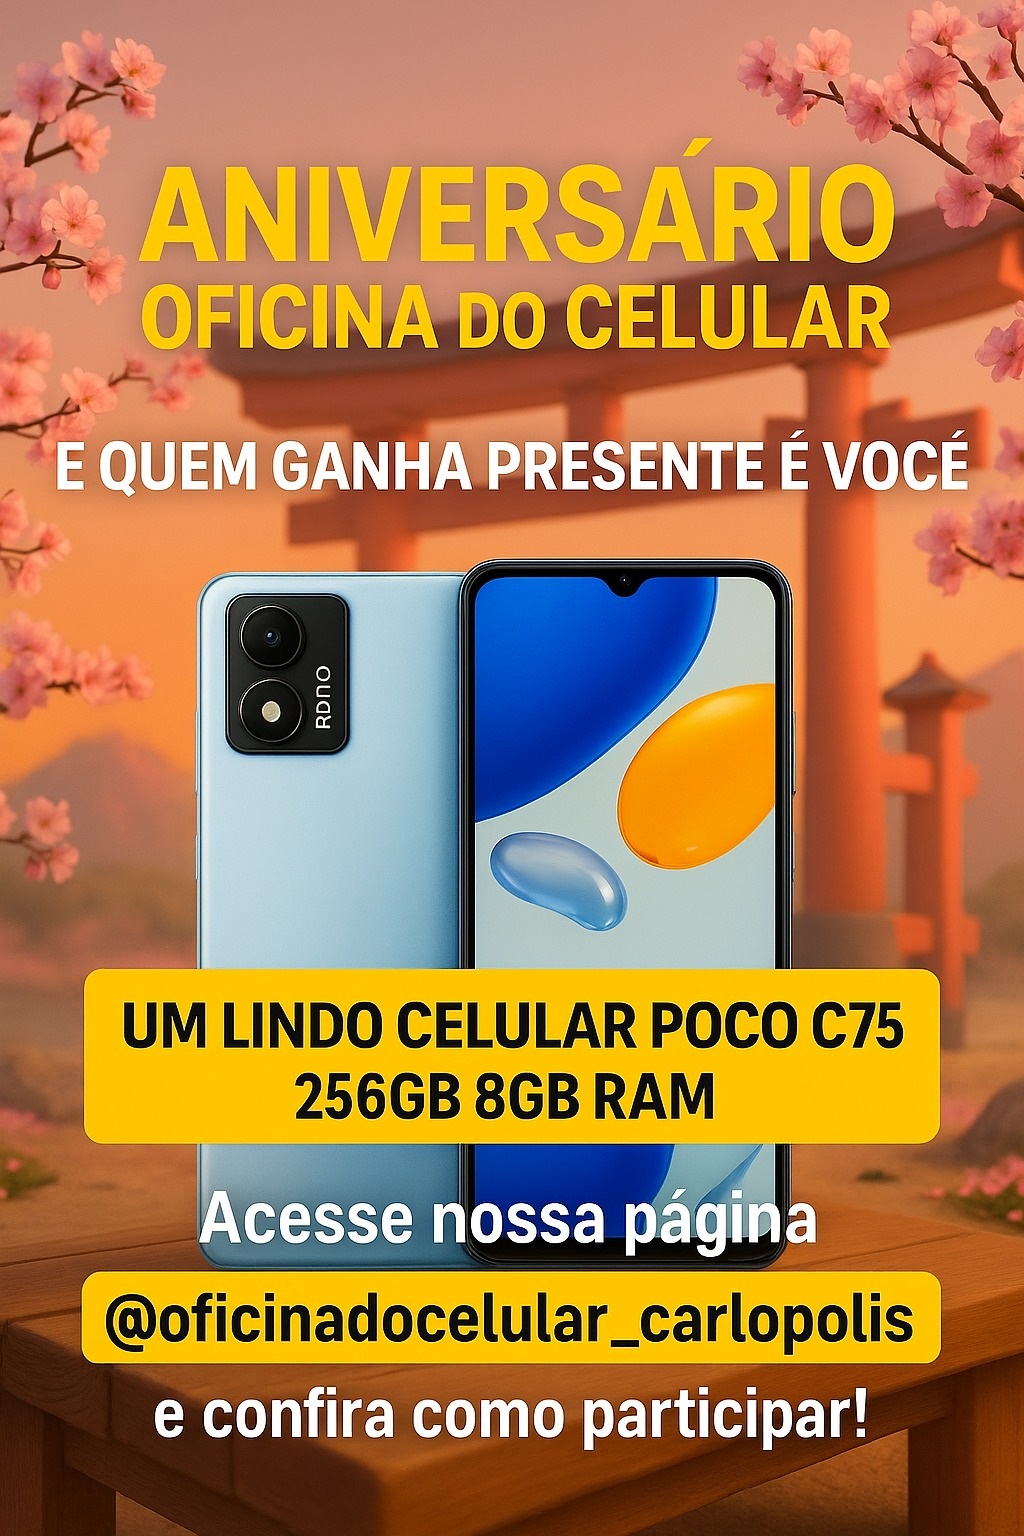 ANIVERSÁRIO
OFICINA DO CELULAR
E QUEM GANHA PRESENTE É VOCÊ
RDNO
UM LINDO CELULAR POCO C75
256GB 8GB RAM
Acesse nossa página
@oficinadocelular_carlopolis
e confira como participar!